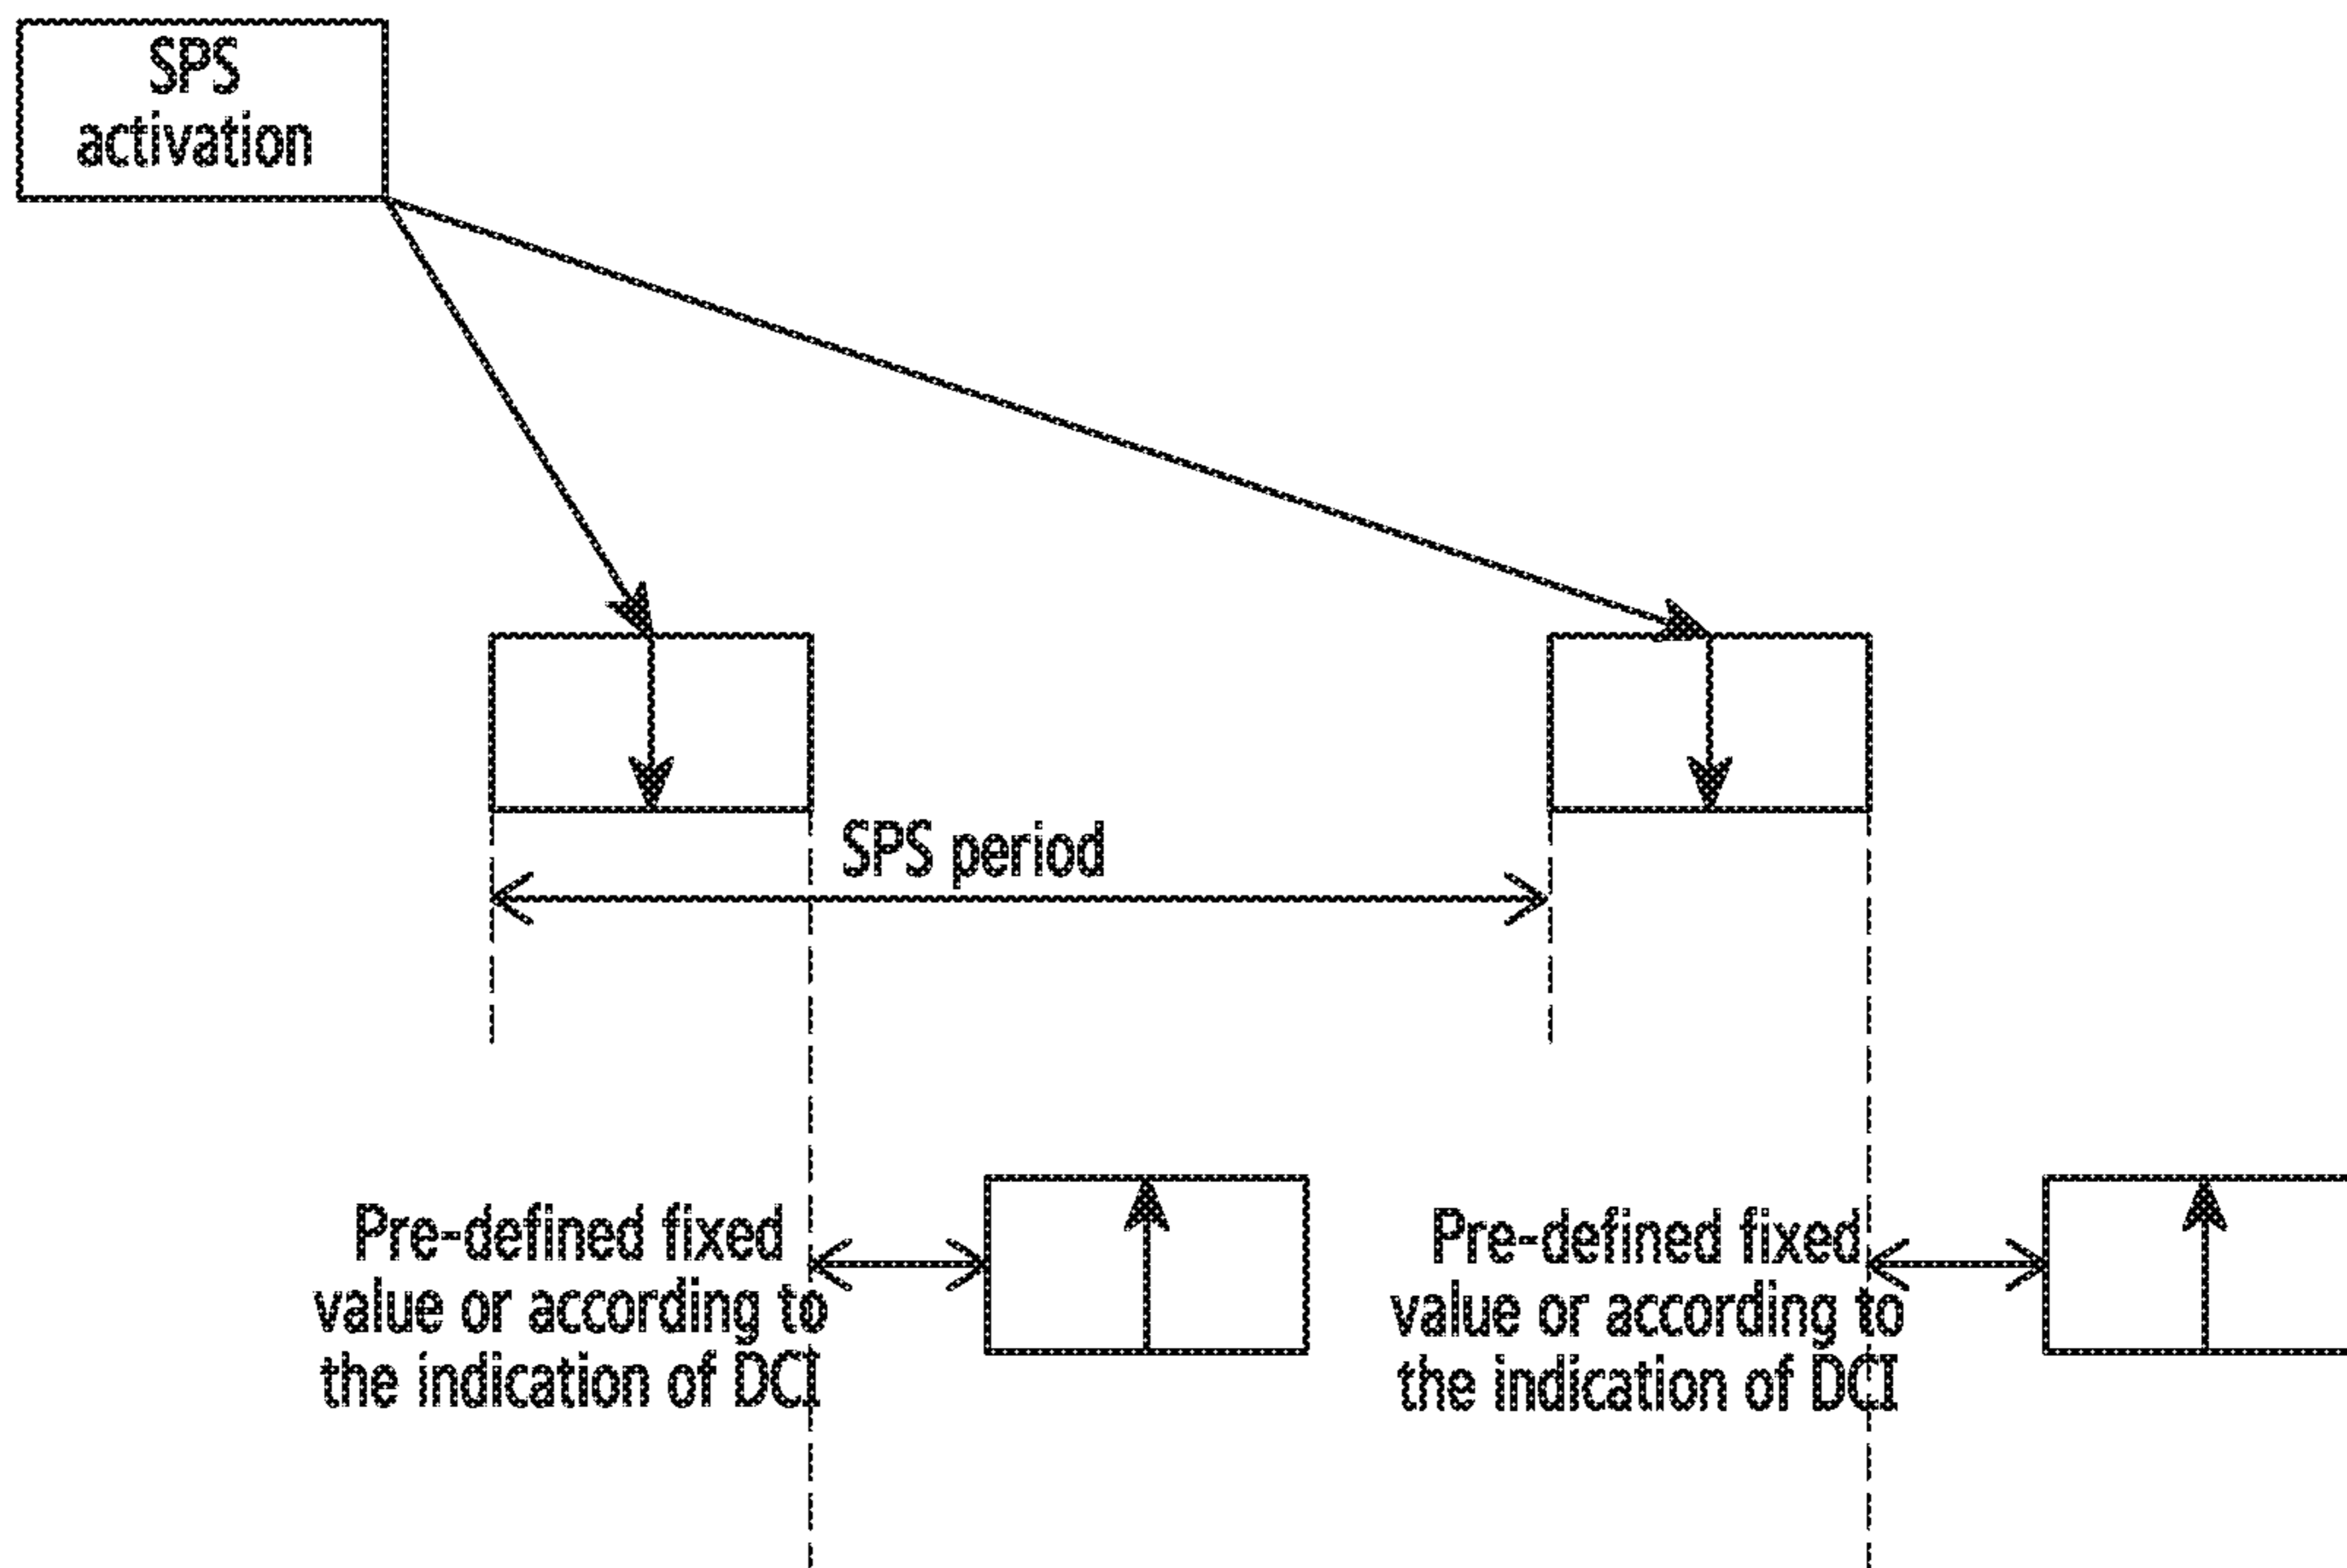 SPS
activation
SPS period
Pre-defined fixed
value or according to
the indication of DCI
Pre-defined fixed
value or according to
the indication of DCI